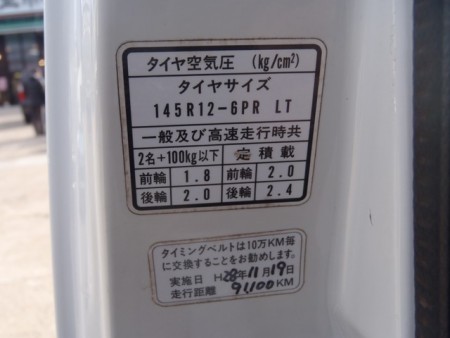 タイヤ空気圧 (kg/cm²)
タイヤサイズ
145R12-6PR LT
一般及び高速走行時共
2名+100kg以下 定積載
前輪 1.8 前輪 2.0
後輪 2.0 後輪 2.4
タイミングベルトは10万KM毎
に交換することをお勧めします。
実施日 H28年11月19日
走行距離 91,100KM